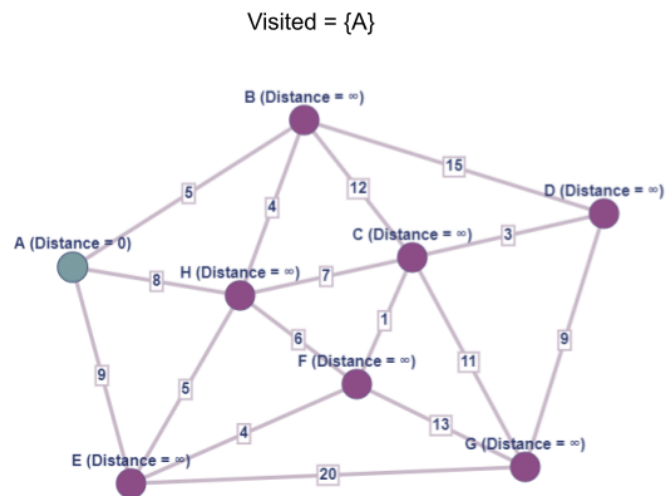 Visited = {A}
B (Distance = ∞)
15
5
12
D (Distance = ∞)
4
C (Distance = ∞)
3
A (Distance = 0)
H (Distance = ∞)
7
8
1
6
9
F (Distance = ∞)
11
9
5
4
13
G (Distance = ∞)
E (Distance = ∞)
20